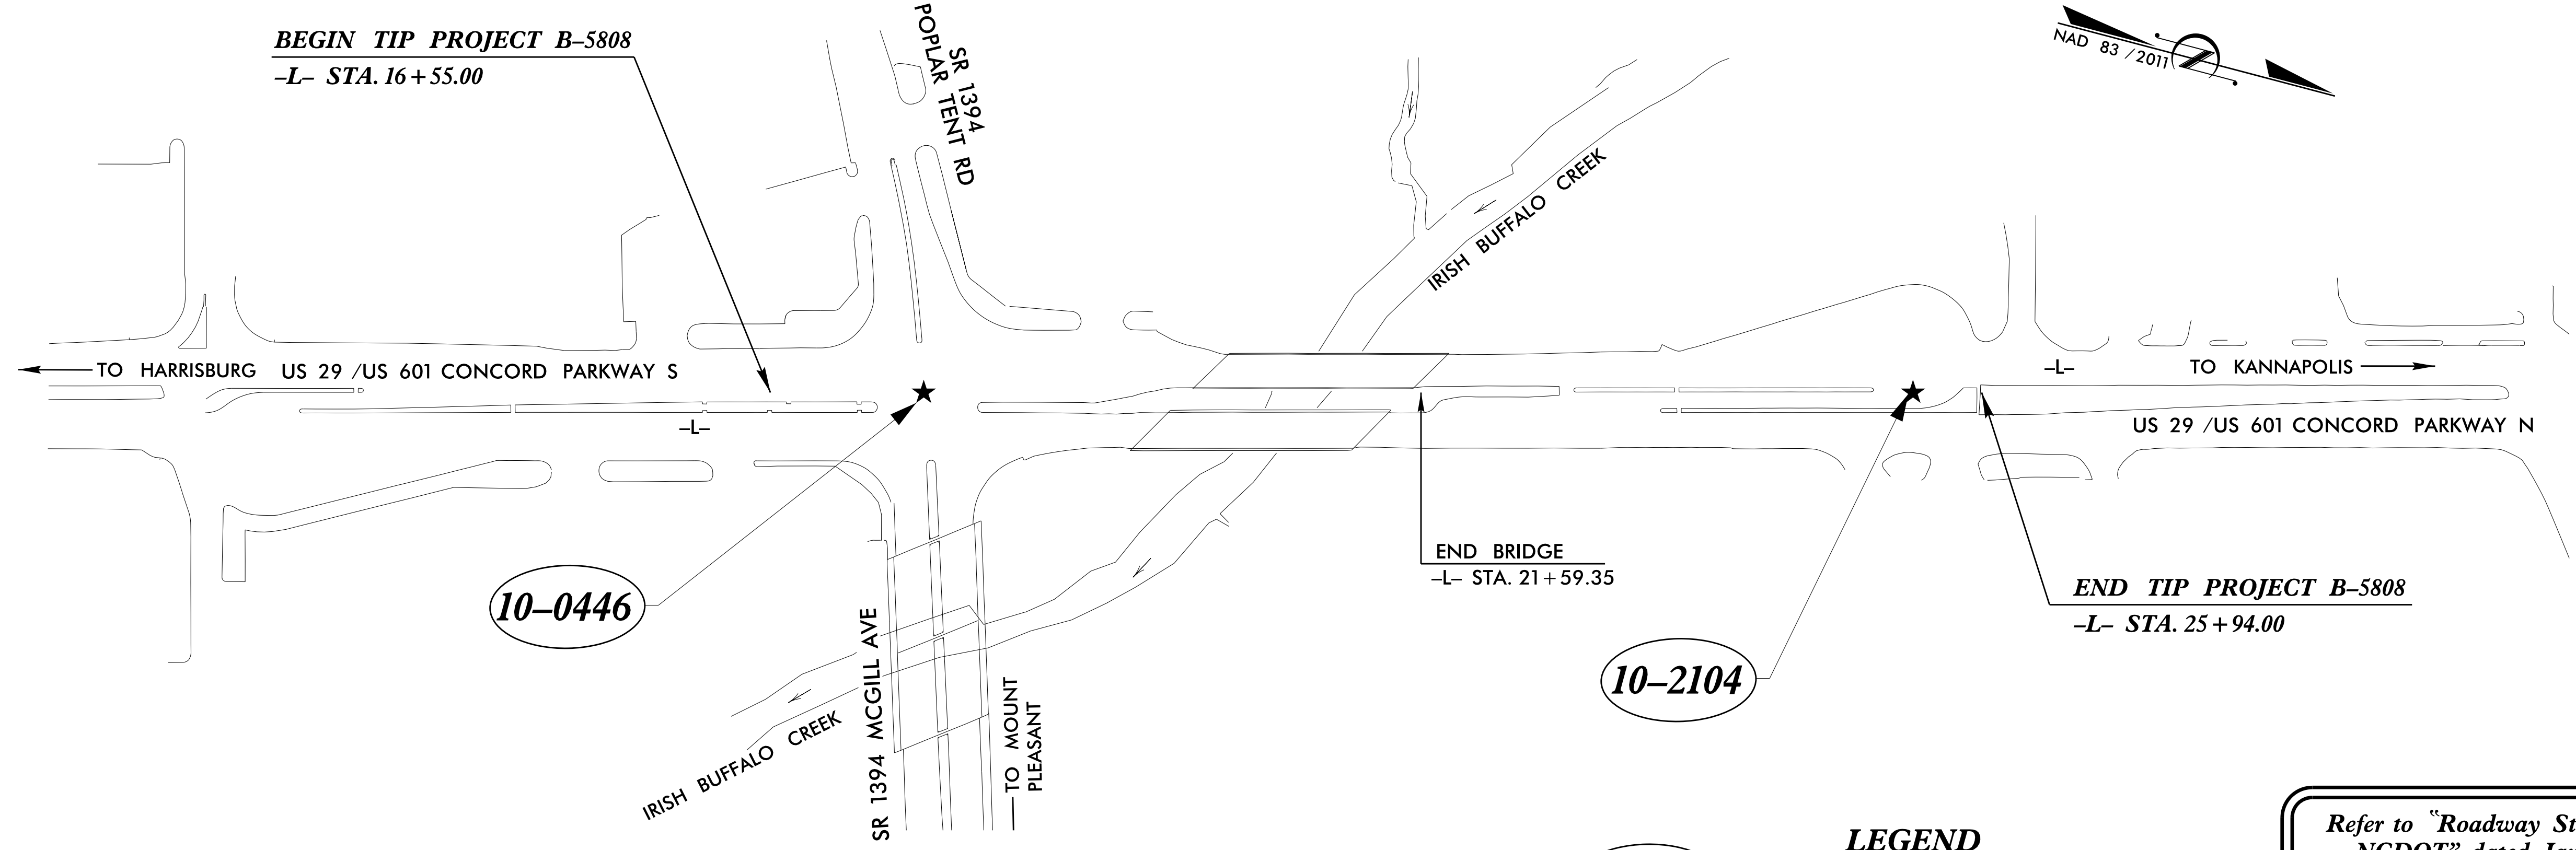 BEGIN TIP PROJECT B–5808
–L– STA. 16+55.00
SR 1394
POPLAR TENT RD
NAD 83 /2011
IRISH BUFFALO CREEK
TO HARRISBURG
US 29 /US 601 CONCORD PARKWAY S
–L–
–L–
TO KANNAPOLIS
US 29 /US 601 CONCORD PARKWAY N
END BRIDGE
–L– STA. 21+59.35
10–0446
10–2104
END TIP PROJECT B–5808
–L– STA. 25+94.00
SR 1394 MCGILL AVE
TO MOUNT
PLEASANT
IRISH BUFFALO CREEK
LEGEND
Refer to "Roadway St
NCDOT" dated Jan